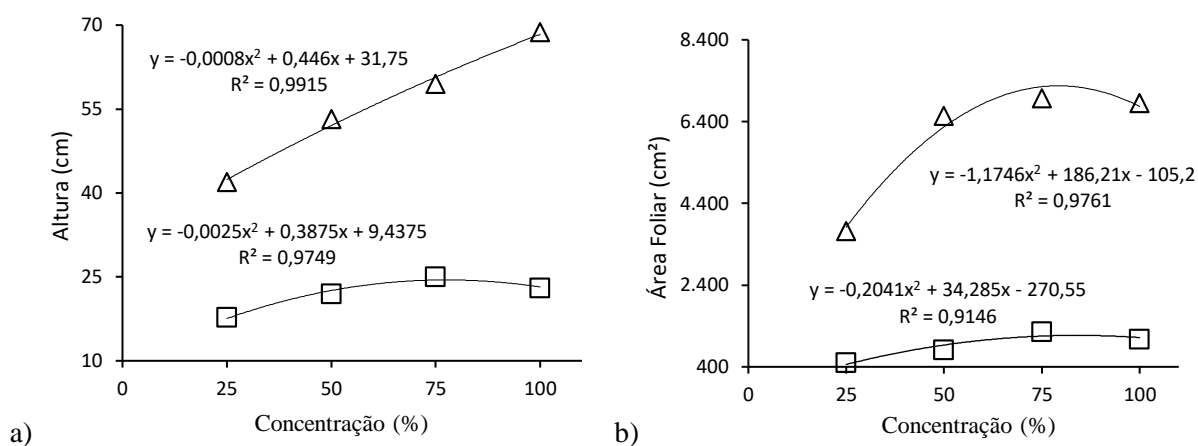 70
55
40
25
10
Altura (cm)
y = -0,0008x² + 0,446x + 31,75
R² = 0,9915
y = -0,0025x² + 0,3875x + 9,4375
R² = 0,9749
0 25 50 75 100
Concentração (%)
a)
8.400
6.400
4.400
2.400
400
Área Foliar (cm²)
y = -1,1746x² + 186,21x - 105,2
R² = 0,9761
y = -0,2041x² + 34,285x - 270,55
R² = 0,9146
0 25 50 75 100
Concentração (%)
b)